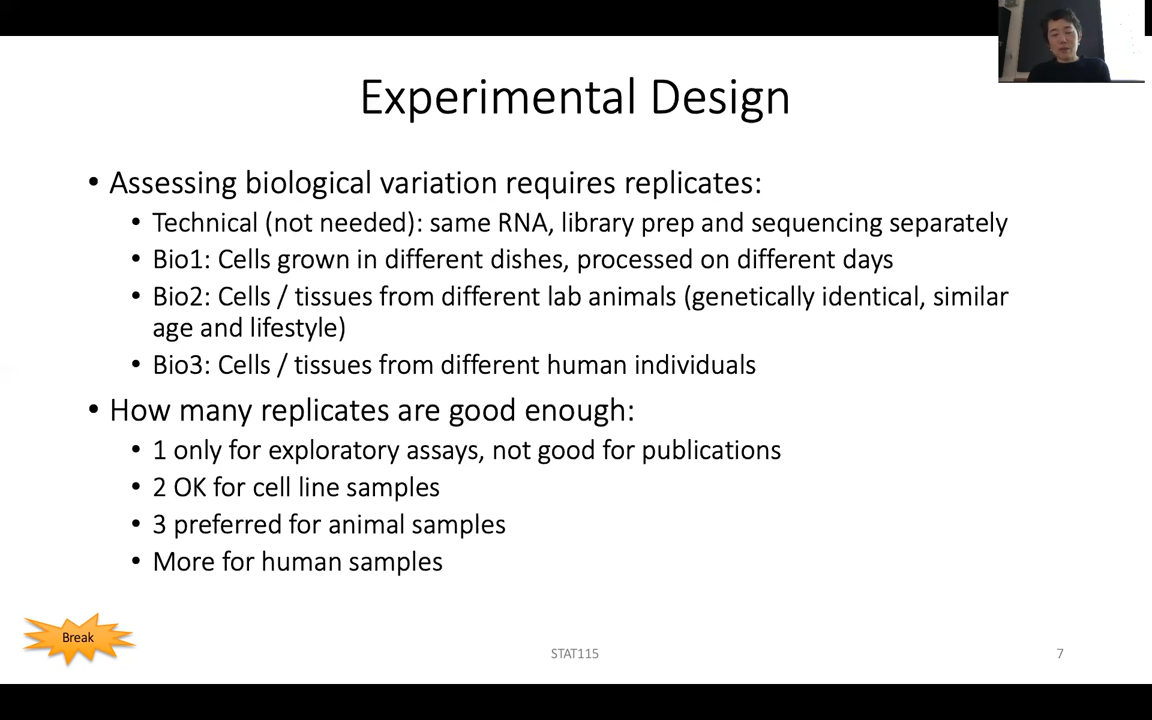 Experimental Design
• Assessing biological variation requires replicates:
• Technical (not needed): same RNA, library prep and sequencing separately
• Bio1: Cells grown in different dishes, processed on different days
• Bio2: Cells / tissues from different lab animals (genetically identical, similar
age and lifestyle)
• Bio3: Cells / tissues from different human individuals
• How many replicates are good enough:
• 1 only for exploratory assays, not good for publications
• 2 OK for cell line samples
• 3 preferred for animal samples
• More for human samples
Break
STAT115
7